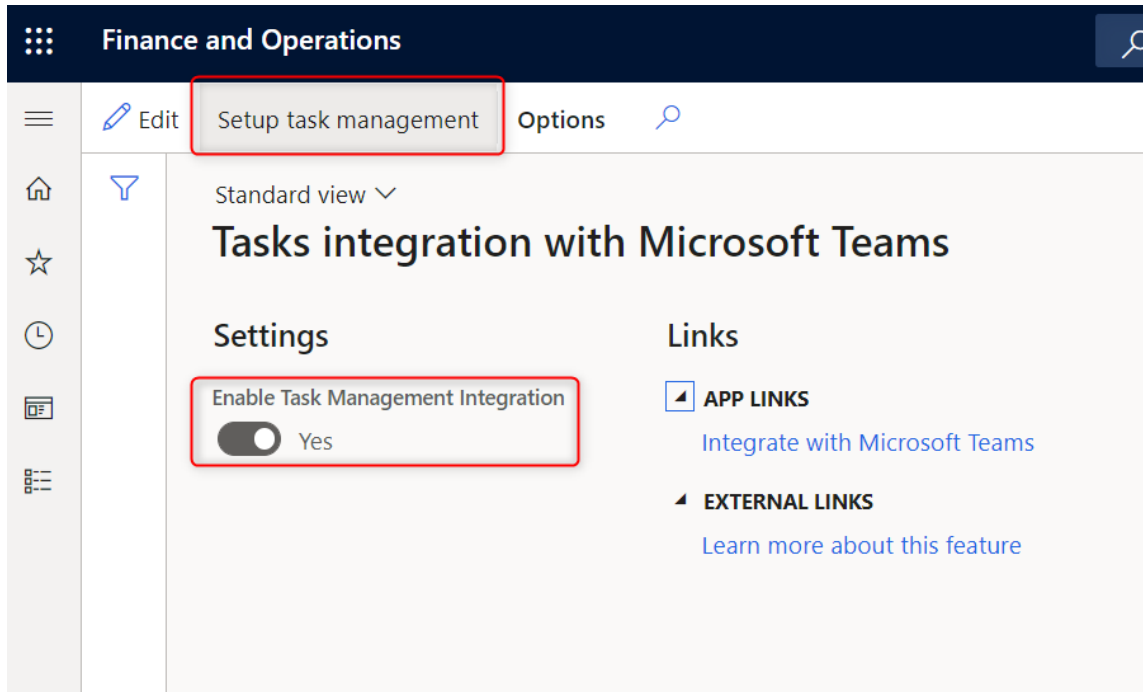 Finance and Operations
Edit Setup task management Options
Standard view
Tasks integration with Microsoft Teams
Settings
Enable Task Management Integration
Yes
Links
APP LINKS
Integrate with Microsoft Teams
EXTERNAL LINKS
Learn more about this feature